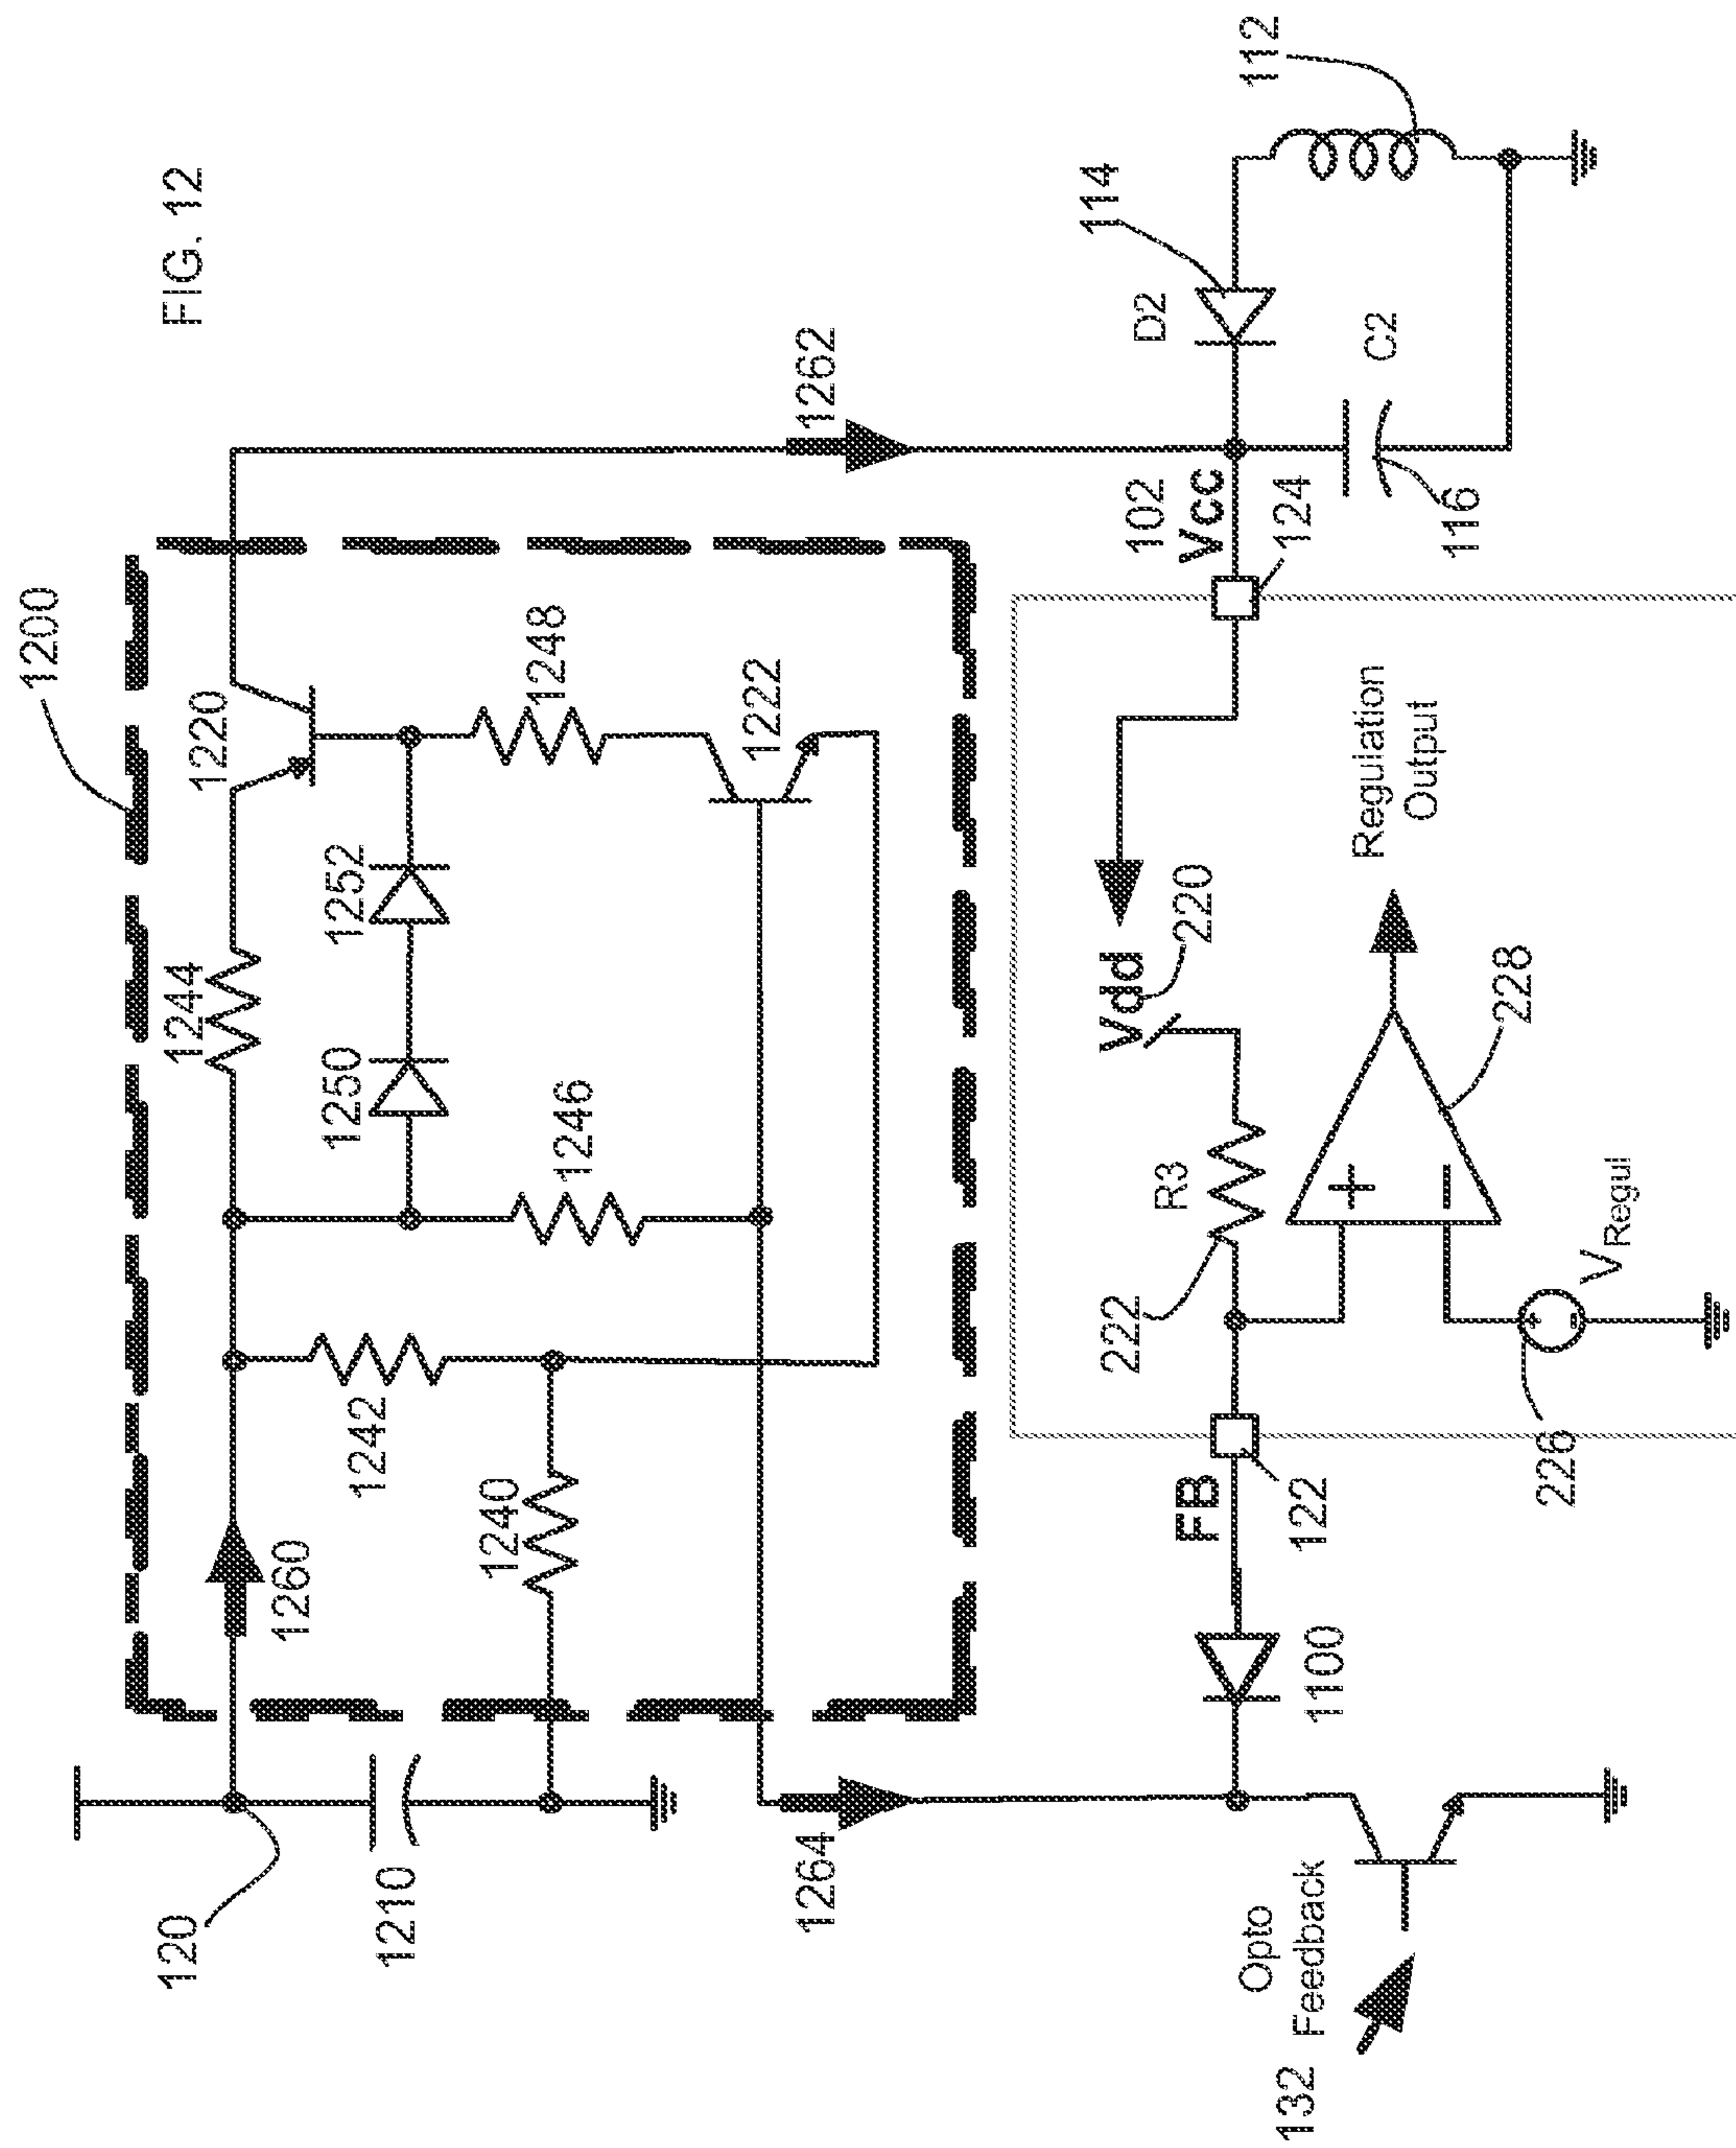 FIG. 12
1200
1220
1244
1248
1252
1250
1222
1246
1242
1240
1260
120
1210
1262
1264
114
112
D2
102
Vcc
124
C2
116
Vdd
220
Regulation
Output
R3
222
+
−
228
FB
122
226
VRegul
+
-
1100
Opto
Feedback
132